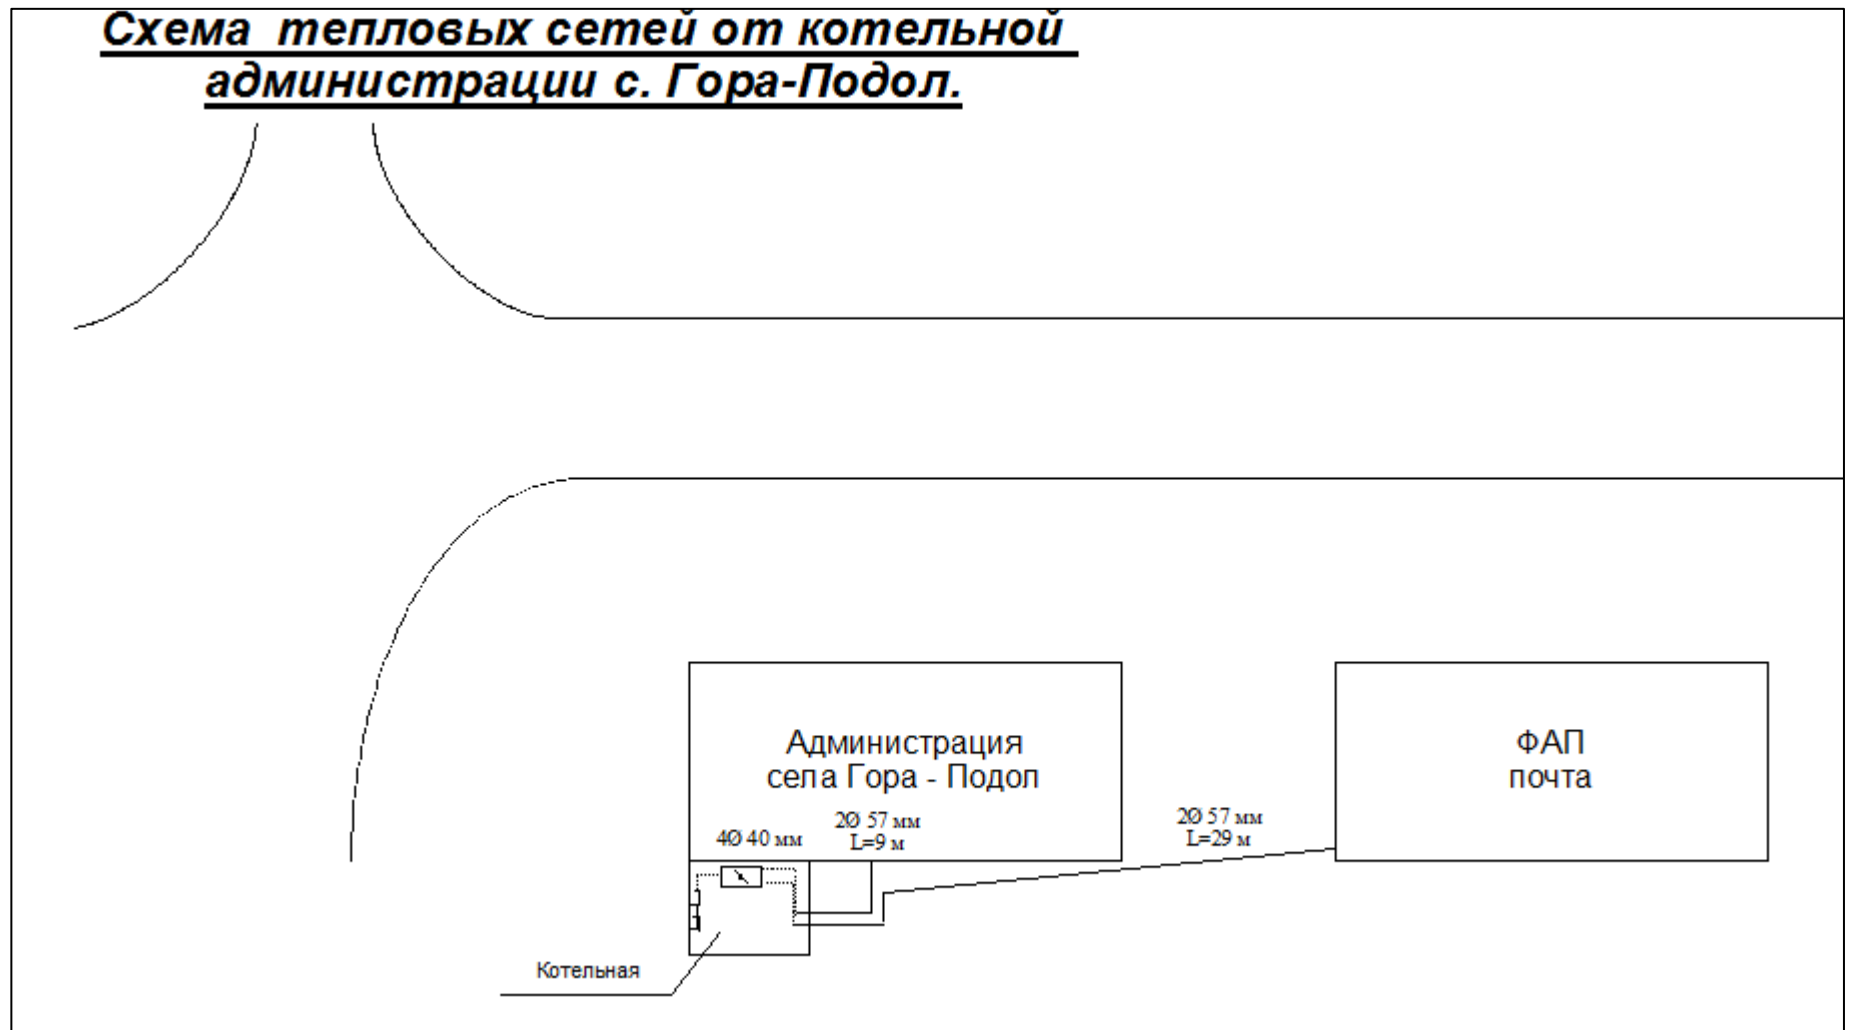 Схема тепловых сетей от котельной
администрации с. Гора-Подол.
Администрация
села Гора - Подол
ФАП
почта
4Ø 40 мм
2Ø 57 мм
L=9 м
2Ø 57 мм
L=29 м
Котельная